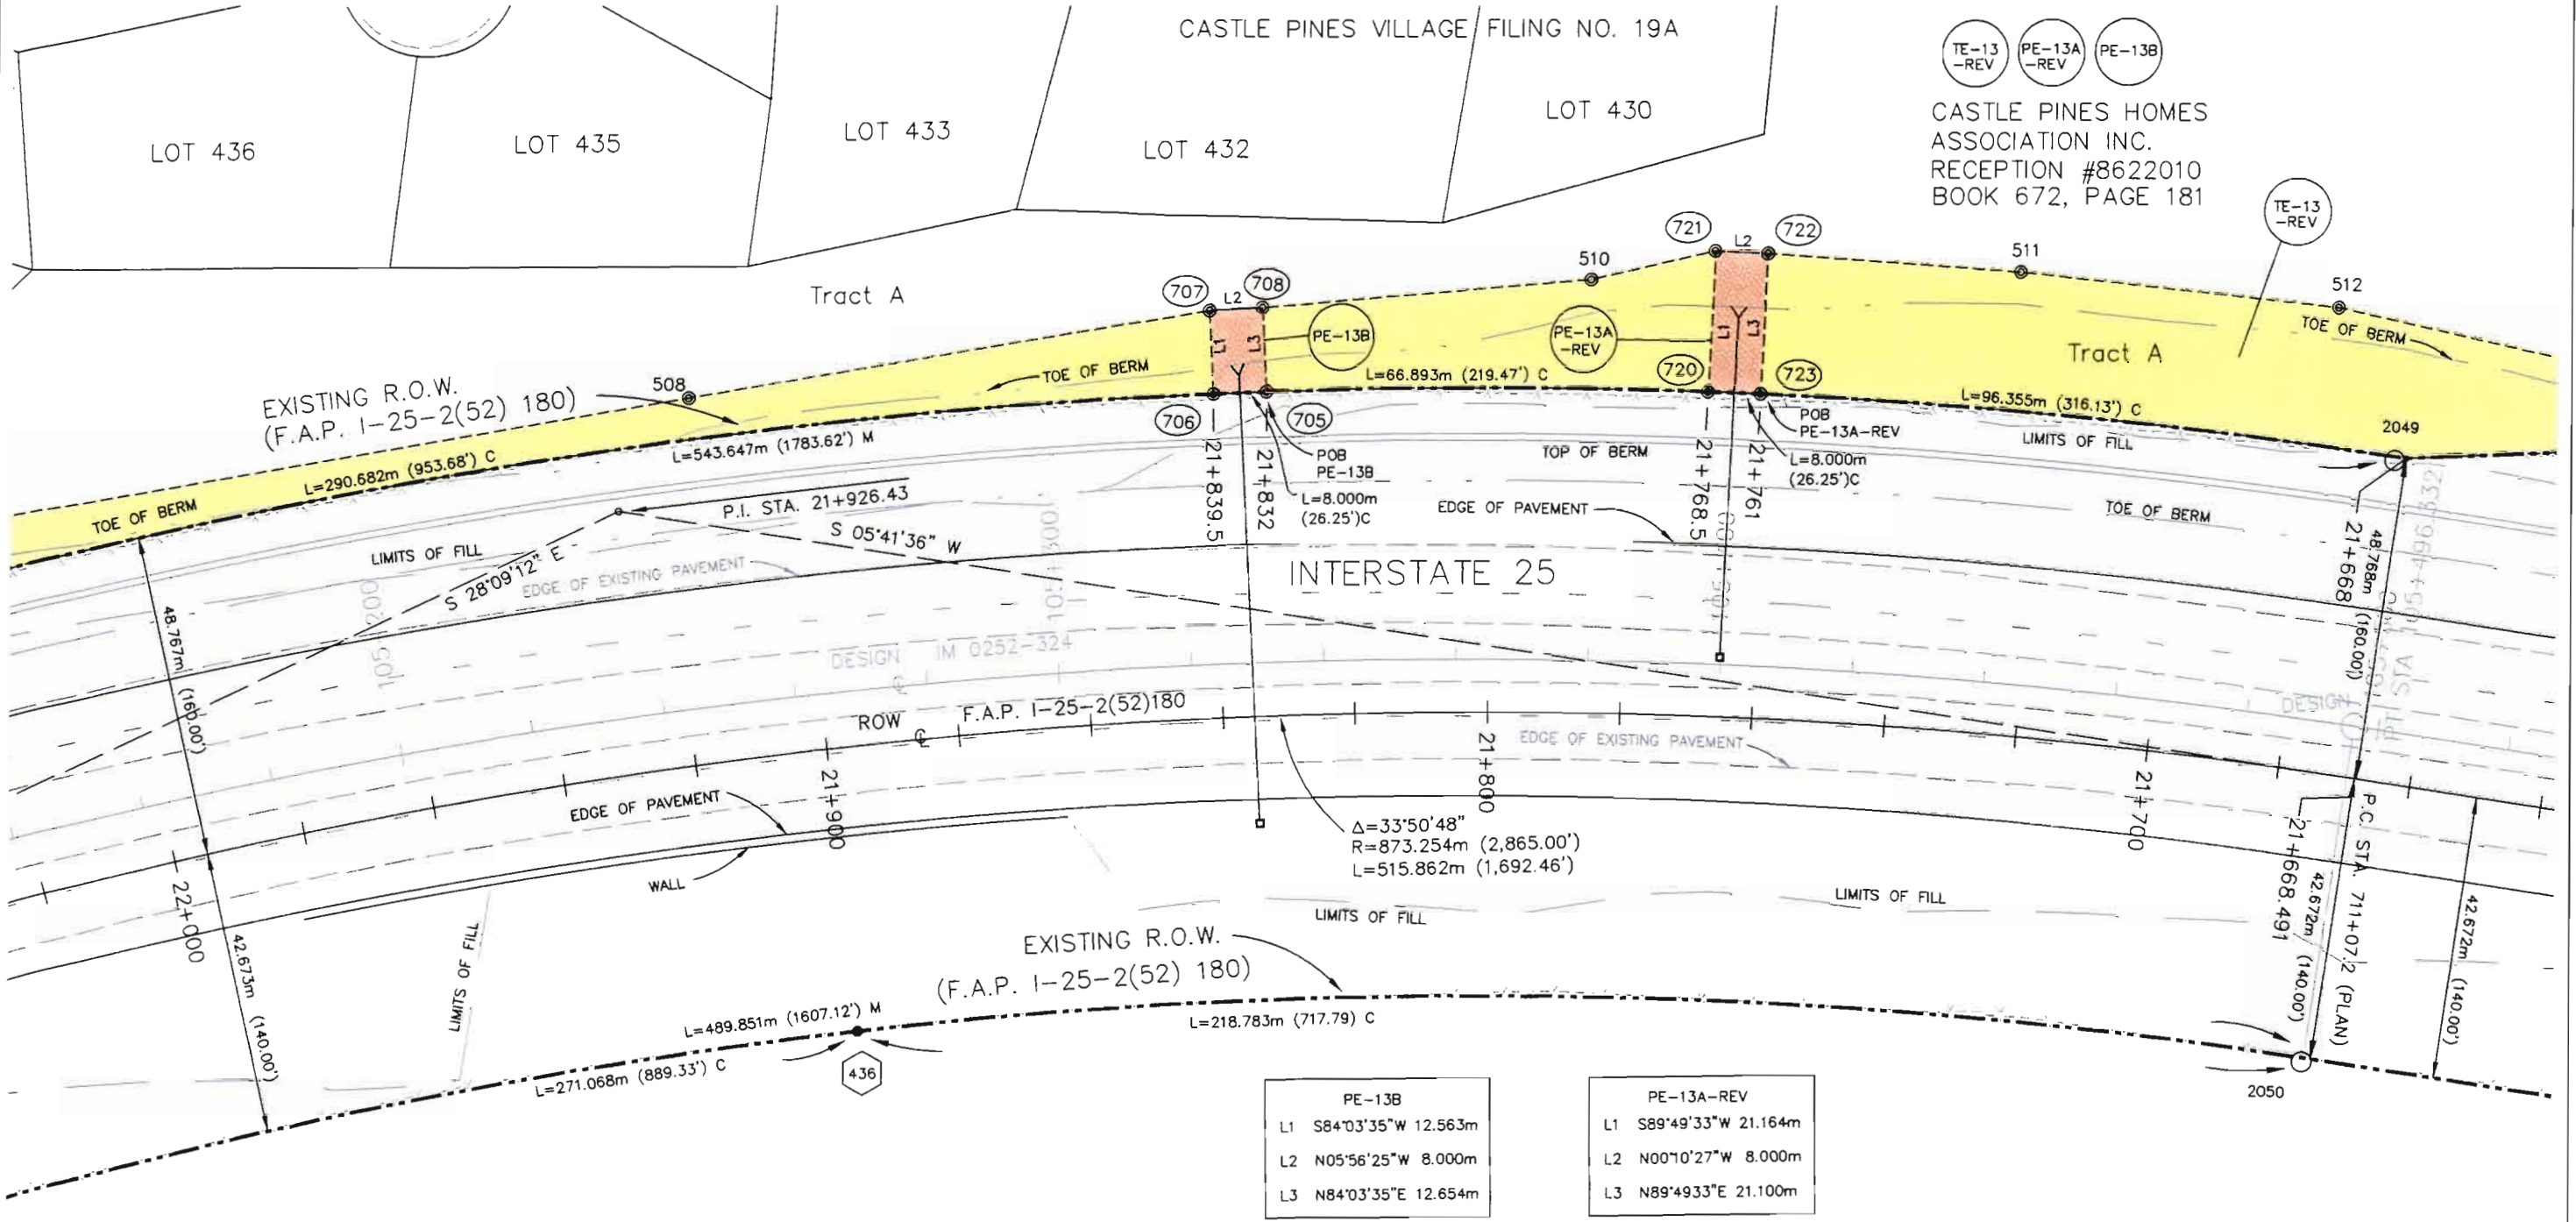 CASTLE PINES VILLAGE FILING NO. 19A
TE-13
-REV
PE-13A
-REV
PE-13B
CASTLE PINES HOMES
ASSOCIATION INC.
RECEPTION #8622010
BOOK 672, PAGE 181
LOT 436
LOT 435
LOT 433
LOT 432
LOT 430
TE-13
-REV
721
L2
722
510
511
512
707
L2
708
Tract A
L1
L3
PE-13B
PE-13A
-REV
L1
L3
TOE OF BERM
Tract A
508
TOE OF BERM
L=66.893m (219.47') C
720
723
L=96.355m (316.13') C
EXISTING R.O.W.
(F.A.P. I-25-2(52) 180)
706
705
POB
PE-13A-REV
LIMITS OF FILL
2049
L=543.647m (1783.62') M
L=290.682m (953.68') C
TOE OF BERM
POB
PE-13B
L=8.000m
(26.25')C
TOP OF BERM
L=8.000m
(26.25')C
21+839.5
21+832
21+768.5
21+761
P.I. STA. 21+926.43
S 05°41'36" W
S 28°09'12" E
LIMITS OF FILL
EDGE OF EXISTING PAVEMENT
EDGE OF PAVEMENT
TOE OF BERM
21+668
48.768m (160.00')
INTERSTATE 25
48.767m (160.00')
DESIGN IM 0252-324
DESIGN
ROW ℄ F.A.P. I-25-2(52)180
EDGE OF EXISTING PAVEMENT
21+900
21+800
21+700
22+000
EDGE OF PAVEMENT
WALL
Δ=33°50'48"
R=873.254m (2,865.00')
L=515.862m (1,692.46')
P.C. STA. 711+07.2 (PLAN)
21+668.491
42.672m (140.00')
42.672m (140.00')
42.673m (140.00')
LIMITS OF FILL
LIMITS OF FILL
LIMITS OF FILL
EXISTING R.O.W.
(F.A.P. I-25-2(52) 180)
L=489.851m (1607.12') M
L=218.783m (717.79) C
L=271.068m (889.33') C
436
2050
PE-13B
L1 S84°03'35"W 12.563m
L2 N05°56'25"W 8.000m
L3 N84°03'35"E 12.654m
PE-13A-REV
L1 S89°49'33"W 21.164m
L2 N00°10'27"W 8.000m
L3 N89°4933"E 21.100m